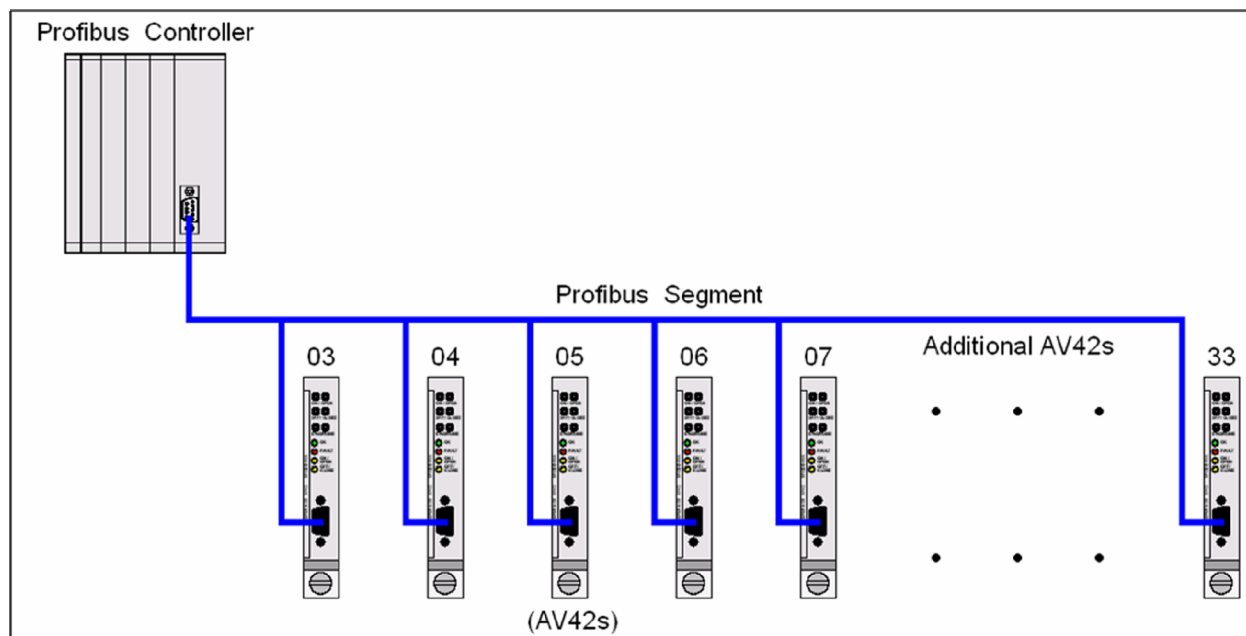 Profibus Controller
Profibus Segment
03 04 05 06 07 Additional AV42s 33
(AV42s)